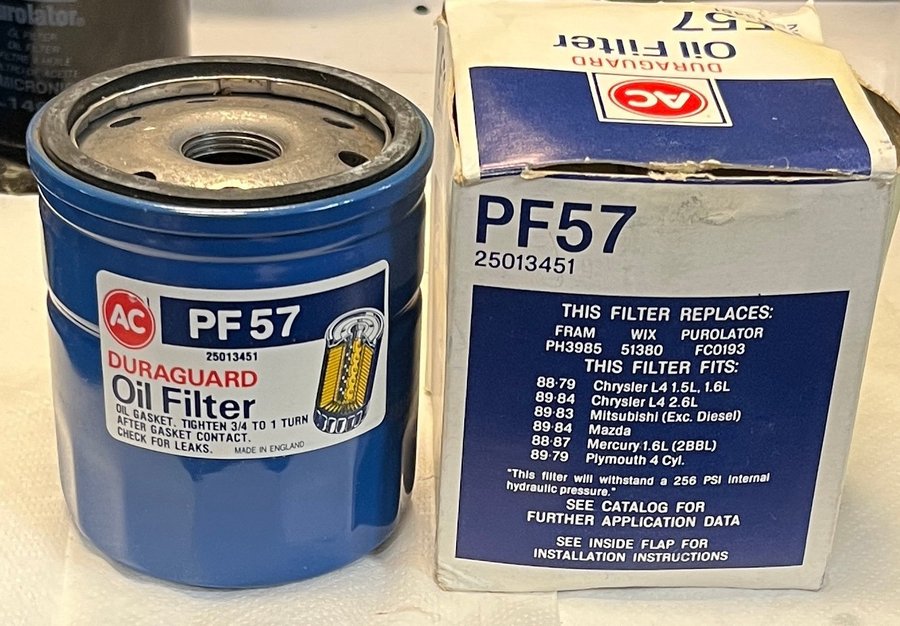 Purolator®
OIL FILTER
PF57
Oil Filter
DURAGUARD
AC
AC
PF 57
25013451
DURAGUARD
Oil Filter
OIL GASKET. TIGHTEN 3/4 TO 1 TURN
AFTER GASKET CONTACT.
CHECK FOR LEAKS. MADE IN ENGLAND
PF57
25013451
THIS FILTER REPLACES:
FRAM WIX PUROLATOR
PH3985 51380 FCO193
THIS FILTER FITS:
88-79 Chrysler L4 1.5L, 1.6L
89-84 Chrysler L4 2.6L
89-83 Mitsubishi (Exc. Diesel)
89-84 Mazda
88-87 Mercury 1.6L (2BBL)
89-79 Plymouth 4 Cyl.
"This filter will withstand a 256 PSI internal
hydraulic pressure."
SEE CATALOG FOR
FURTHER APPLICATION DATA
SEE INSIDE FLAP FOR
INSTALLATION INSTRUCTIONS